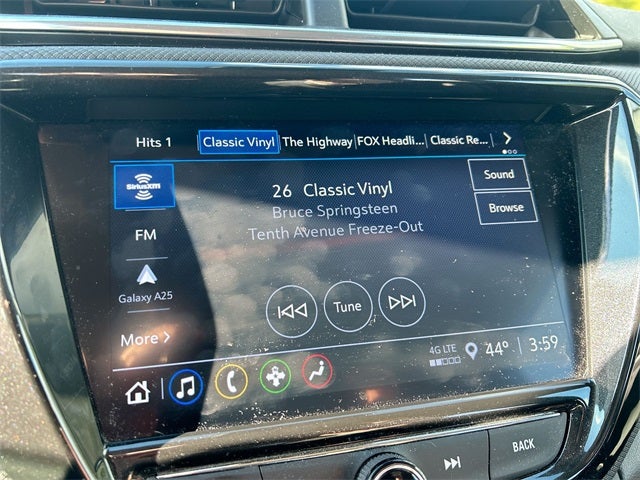 Hits 1 Classic Vinyl The Highway FOX Headli... Classic Re...
SiriusXM
26 Classic Vinyl
Sound
Bruce Springsteen
Browse
FM
Tenth Avenue Freeze-Out
Galaxy A25
Tune
More
4G LTE 44° 3:59
BACK